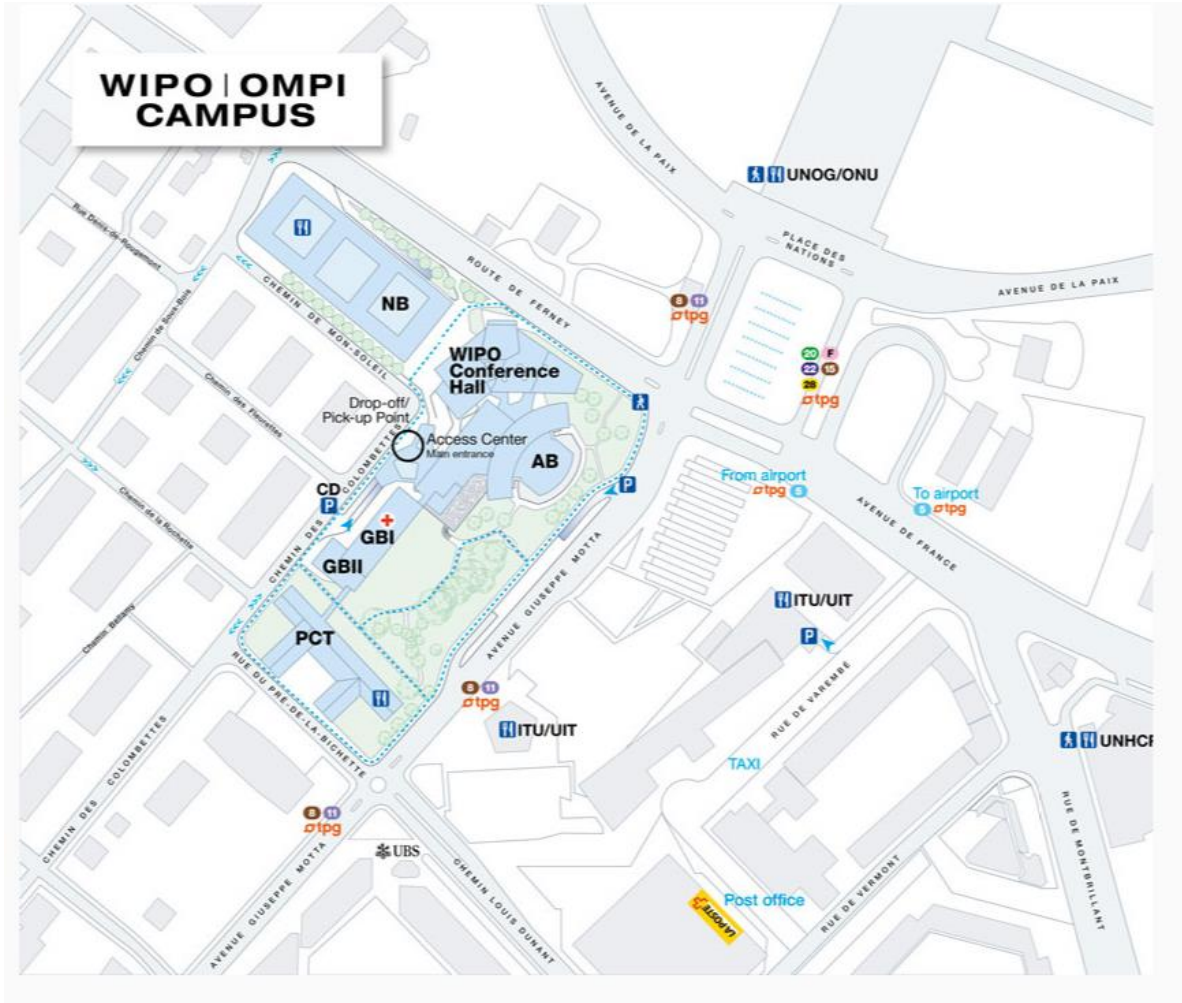 WIPO | OMPI
CAMPUS
AVENUE DE LA PAIX
UNOG/ONU
Rue Denis-de-Rougemont
PLACE DES
NATIONS
AVENUE DE LA PAIX
ROUTE DE FERNEY
CHEMIN DE MON-SOLEIL
Chemin de Sous-Bois
NB
8 11
tpg
WIPO
Conference
Hall
20 F
22 15
28
tpg
Chemin des Fleurettes
Drop-off/
Pick-up Point
Access Center
Main entrance
AB
From airport
tpg 5
To airport
5 tpg
P
CD
P
CHEMIN DES COLOMBETTES
Chemin de la Rochette
GBI
GBII
AVENUE DE FRANCE
AVENUE GIUSEPPE MOTTA
ITU/UIT
P
Chemin Bellamy
PCT
RUE DU PRÉ-DE-LA-BICHETTE
RUE DE VAREMBÉ
8 11
tpg
ITU/UIT
UNHCR
CHEMIN DES COLOMBETTES
TAXI
8 11
tpg
UBS
AVENUE GIUSEPPE MOTTA
CHEMIN LOUIS DUNANT
Post office
LA POSTE
RUE DE VERMONT
RUE DE MONTBRILLANT